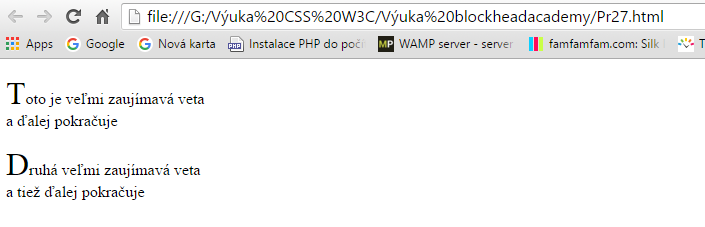 file:///G:/Výuka%20CSS%20W3C/Výuka%20blockheadacademy/Pr27.html
Apps Google Nová karta Instalace PHP do počí MP WAMP server - server famfamfam.com: Silk
Toto je veľmi zaujímavá veta
a ďalej pokračuje
Druhá veľmi zaujímavá veta
a tiež ďalej pokračuje